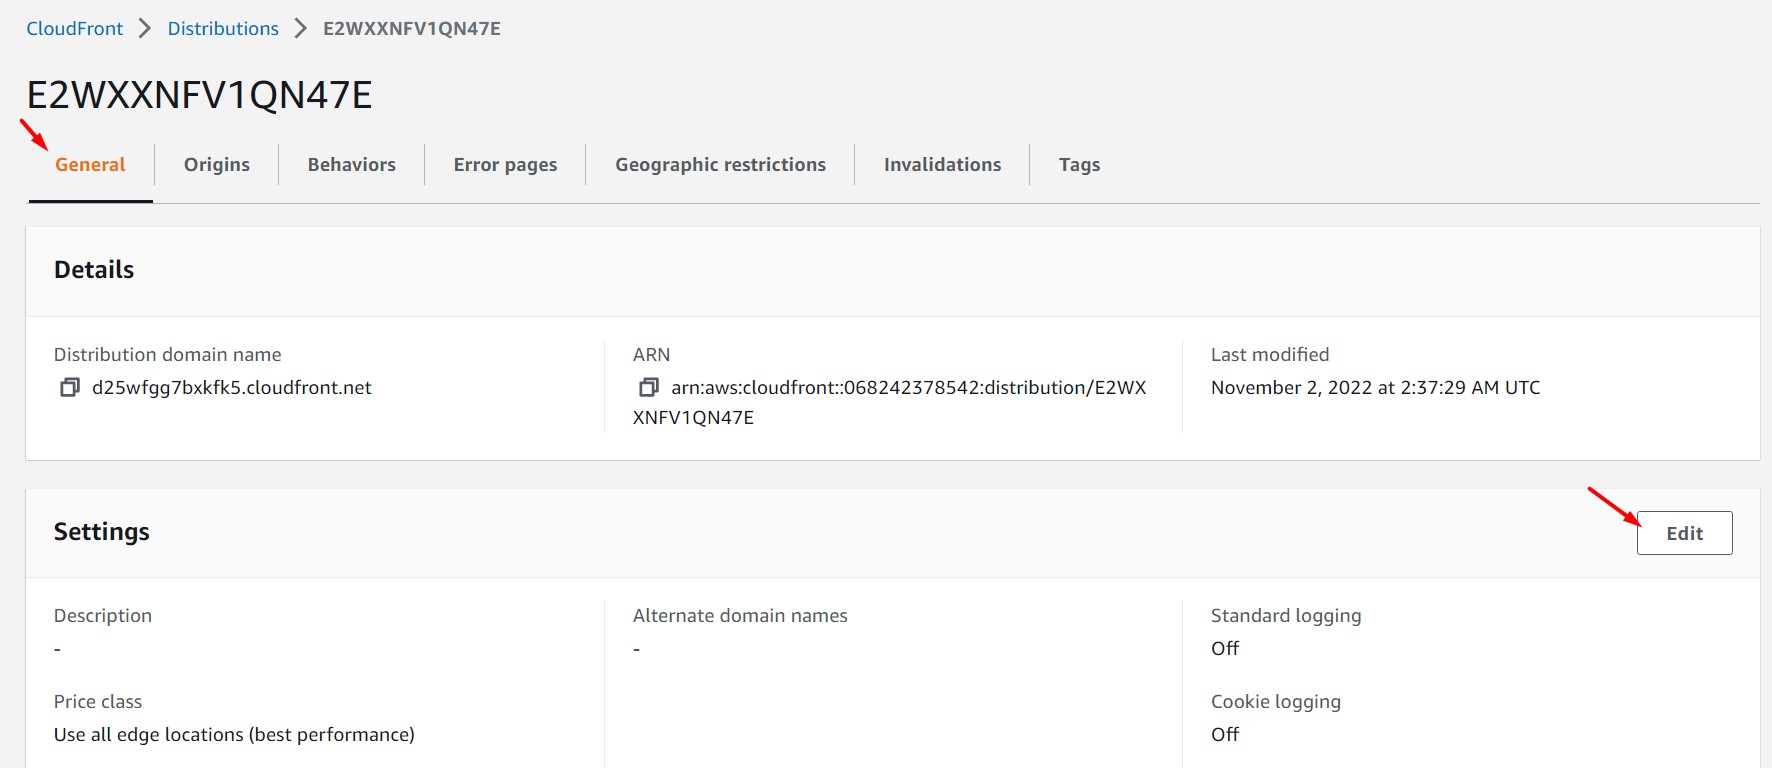 CloudFront > Distributions > E2WXXNFV1QN47E
E2WXXNFV1QN47E
General Origins Behaviors Error pages Geographic restrictions Invalidations Tags
Details
Distribution domain name
d25wfgg7bxkfk5.cloudfront.net
ARN
arn:aws:cloudfront::068242378542:distribution/E2WX
XNFV1QN47E
Last modified
November 2, 2022 at 2:37:29 AM UTC
Settings
Edit
Description
-
Price class
Use all edge locations (best performance)
Alternate domain names
-
Standard logging
Off
Cookie logging
Off